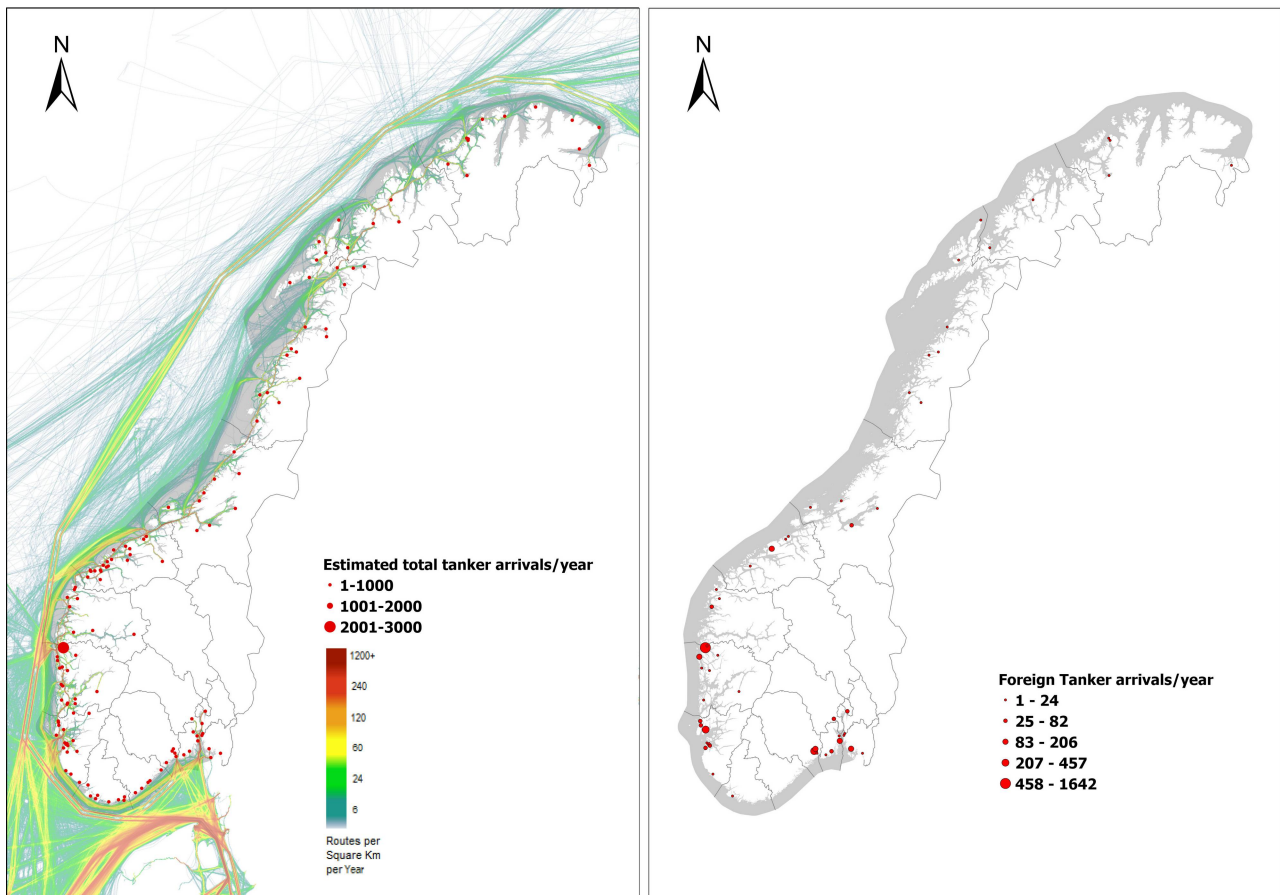 N
Estimated total tanker arrivals/year
1-1000
1001-2000
2001-3000
1200+
240
120
60
24
6
Routes per
Square Km
per Year
N
Foreign Tanker arrivals/year
1 - 24
25 - 82
83 - 206
207 - 457
458 - 1642